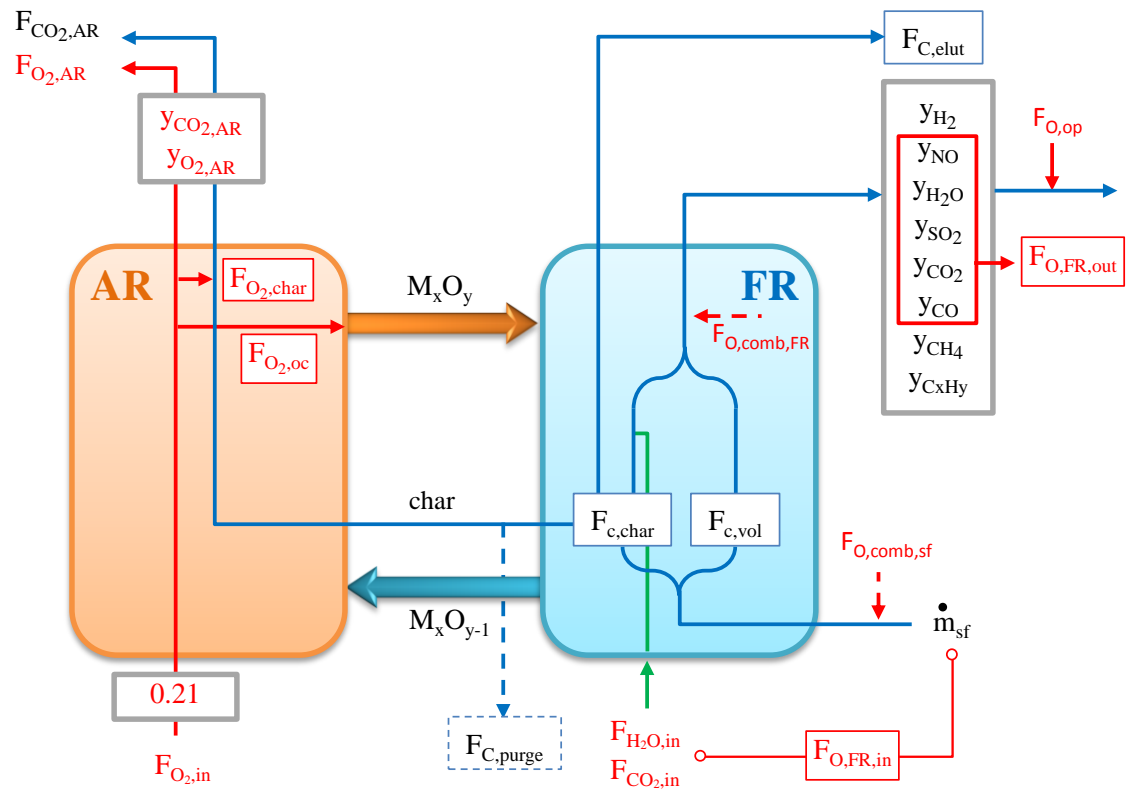 F_CO₂,AR
F_O₂,AR
y_CO₂,AR
y_O₂,AR
F_C,elut
y_H₂
y_NO
y_H₂O
y_SO₂
y_CO₂
y_CO
y_CH₄
y_CxHy
F_O,op
F_O,FR,out
AR
F_O₂,char
F_O₂,oc
MₓO_y
FR
F_O,comb,FR
char
F_c,char
F_c,vol
F_O,comb,sf
ṁ_sf
MₓO_y-1
0.21
F_O₂,in
F_C,purge
F_H₂O,in
F_CO₂,in
F_O,FR,in